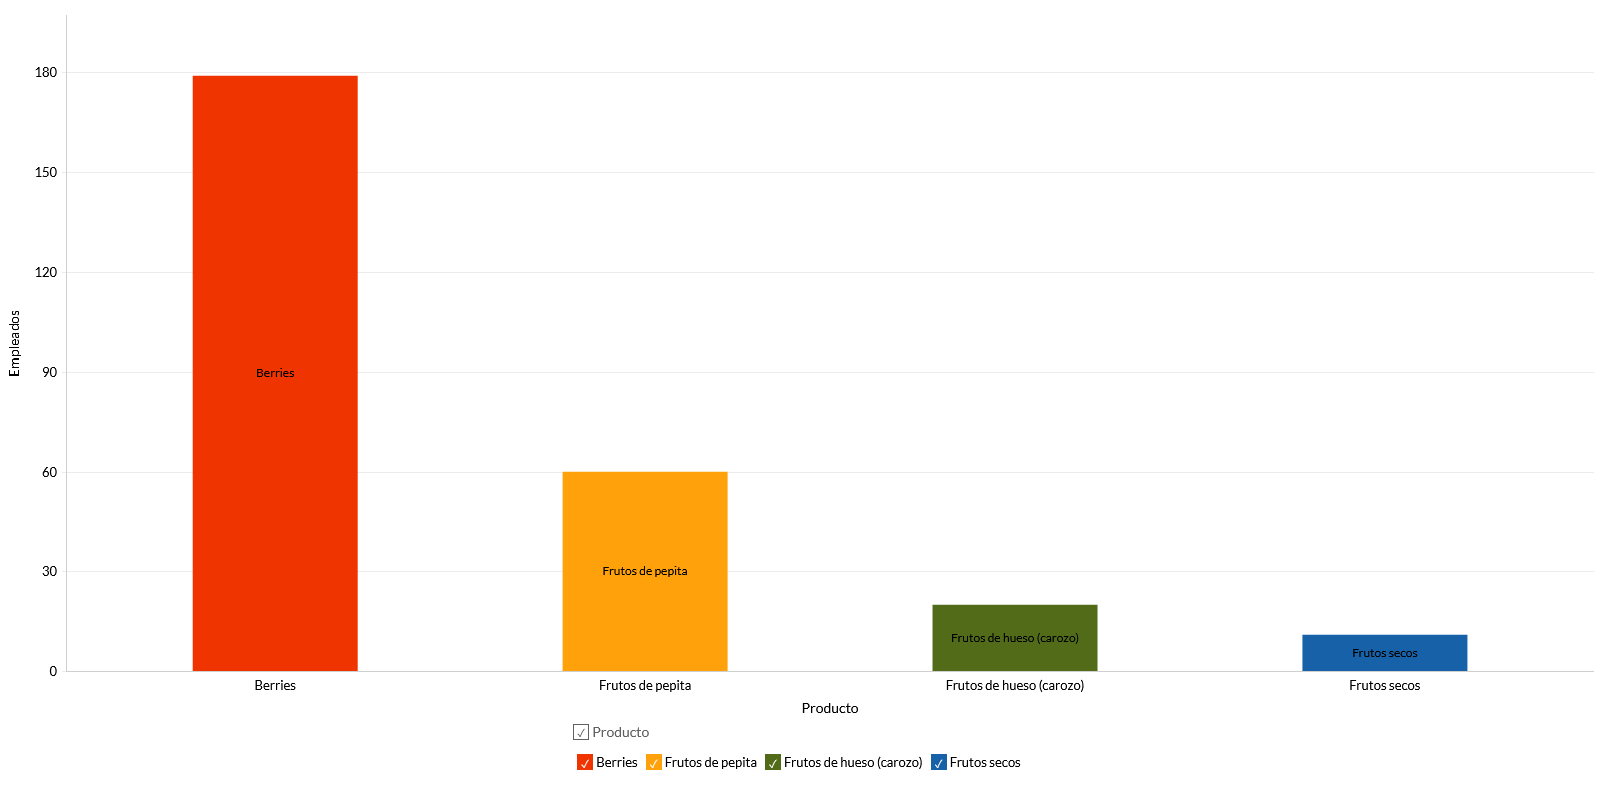 180
150
120
90
60
30
0
Empleados
Berries
Frutos de pepita
Frutos de hueso (carozo)
Frutos secos
Berries Frutos de pepita Frutos de hueso (carozo) Frutos secos
Producto
Producto
Berries Frutos de pepita Frutos de hueso (carozo) Frutos secos